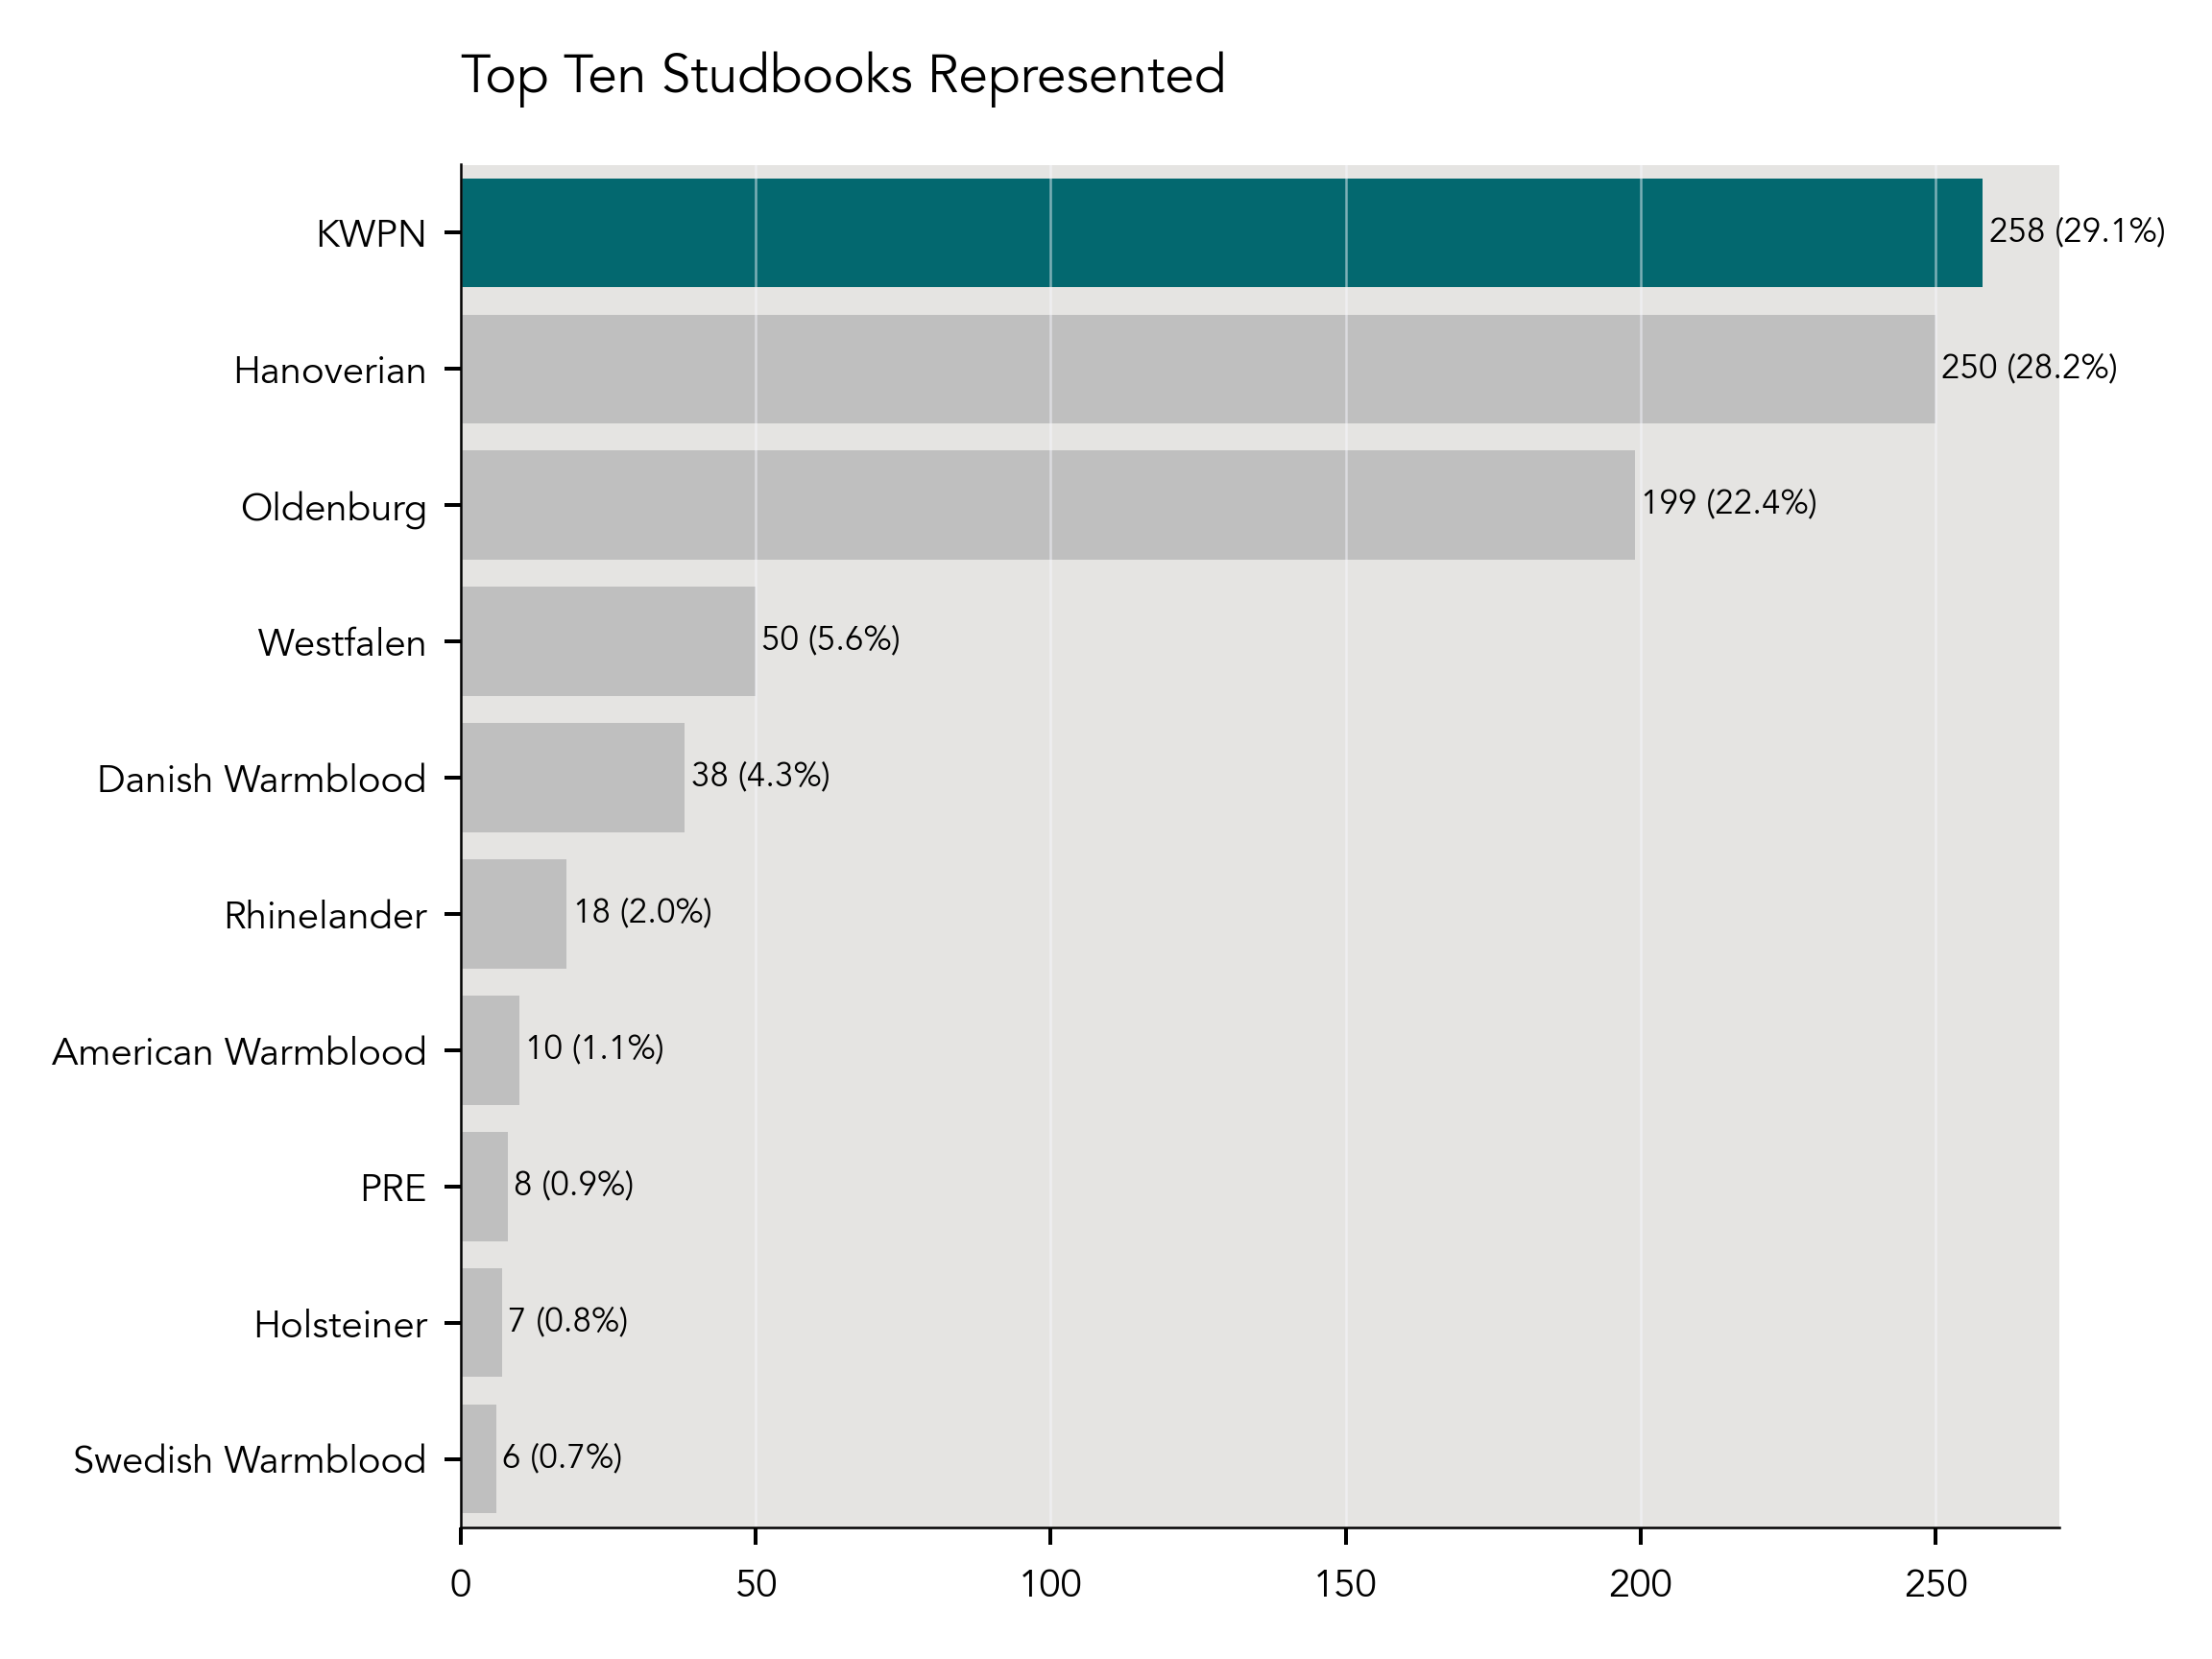 Top Ten Studbooks Represented
KWPN 258 (29.1%)
Hanoverian 250 (28.2%)
Oldenburg 199 (22.4%)
Westfalen 50 (5.6%)
Danish Warmblood 38 (4.3%)
Rhinelander 18 (2.0%)
American Warmblood 10 (1.1%)
PRE 8 (0.9%)
Holsteiner 7 (0.8%)
Swedish Warmblood 6 (0.7%)
0 50 100 150 200 250